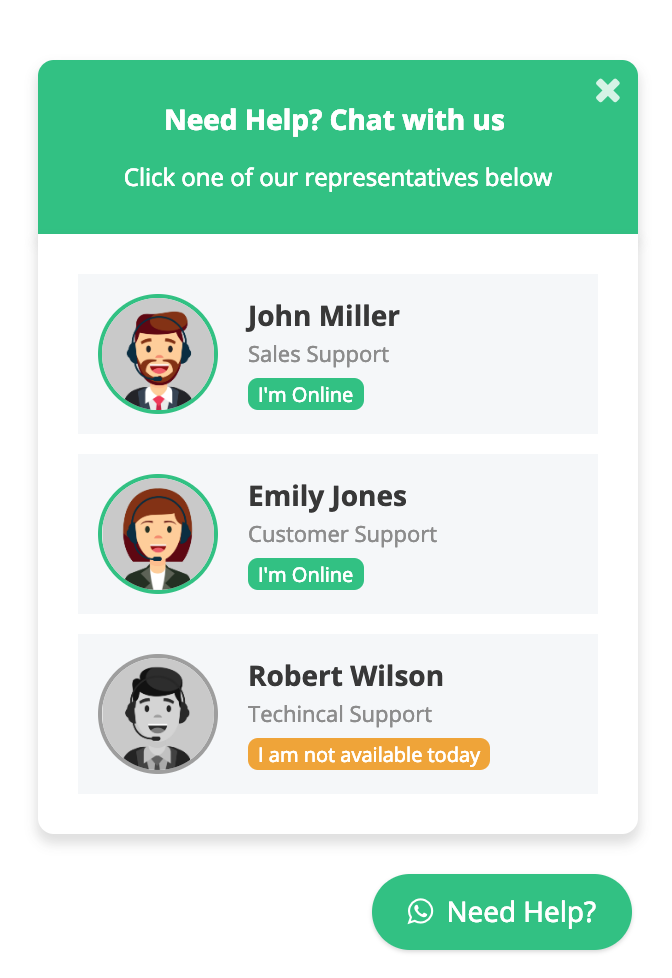 Need Help? Chat with us
Click one of our representatives below
John Miller
Sales Support
I'm Online
Emily Jones
Customer Support
I'm Online
Robert Wilson
Techincal Support
I am not available today
Need Help?